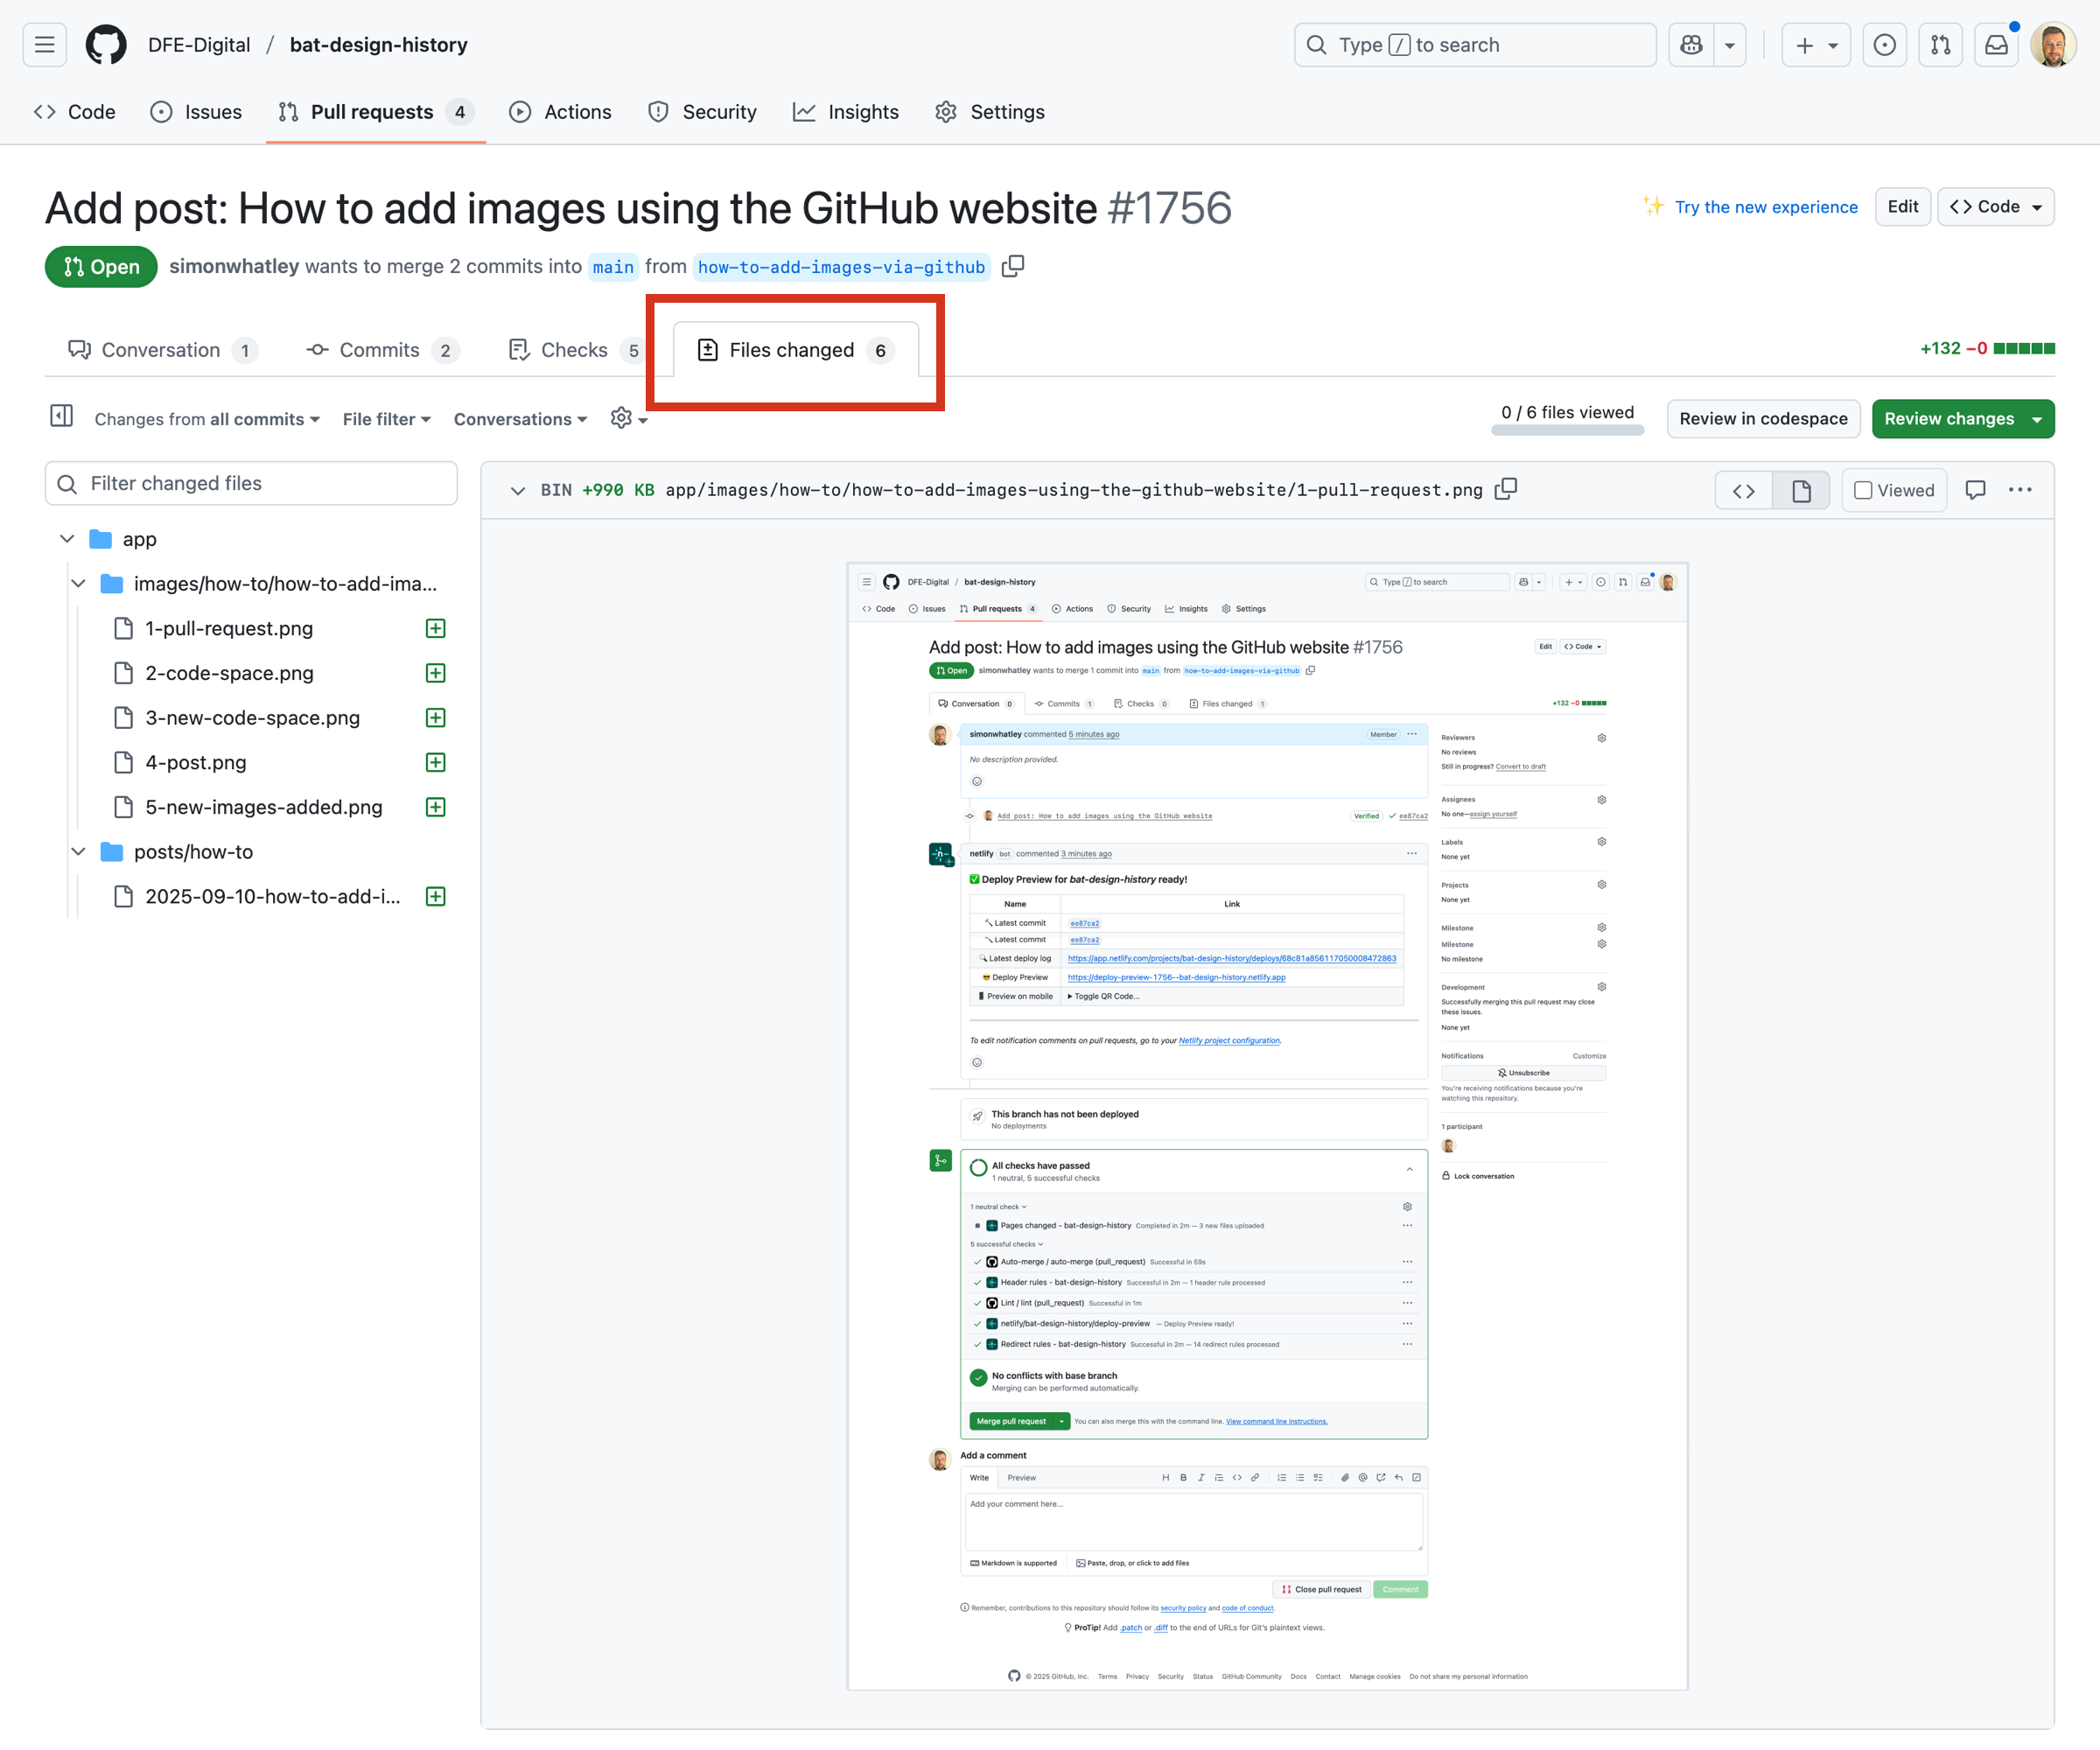 DFE-Digital / bat-design-history
Type / to search
Code
Issues
Pull requests 4
Actions
Security
Insights
Settings
Add post: How to add images using the GitHub website #1756
Try the new experience
Edit
Code
Open
simonwhatley wants to merge 2 commits into main from how-to-add-images-via-github
Conversation 1
Commits 2
Checks 5
Files changed 6
+132 −0
Changes from all commits
File filter
Conversations
0 / 6 files viewed
Review in codespace
Review changes
Filter changed files
app
images/how-to/how-to-add-ima...
1-pull-request.png
2-code-space.png
3-new-code-space.png
4-post.png
5-new-images-added.png
posts/how-to
2025-09-10-how-to-add-i...
BIN +990 KB app/images/how-to/how-to-add-images-using-the-github-website/1-pull-request.png
Viewed
DFE-Digital / bat-design-history
Type / to search
Code
Issues
Pull requests 4
Actions
Security
Insights
Settings
Add post: How to add images using the GitHub website #1756
Edit
Code
Open
simonwhatley wants to merge 1 commit into main from how-to-add-images-via-github
Conversation 0
Commits 1
Checks 0
Files changed 1
+132 −0
simonwhatley commented 5 minutes ago
Member
No description provided.
Add post: How to add images using the GitHub website
Verified
ee87ca2
netlify bot commented 3 minutes ago
Deploy Preview for bat-design-history ready!
Name Link
Latest commit ee87ca2
Latest commit ee87ca2
Latest deploy log https://app.netlify.com/projects/bat-design-history/deploys/68c81a856117050008472863
Deploy Preview https://deploy-preview-1756--bat-design-history.netlify.app
Preview on mobile Toggle QR Code...
To edit notification comments on pull requests, go to your Netlify project configuration.
This branch has not been deployed
No deployments
All checks have passed
1 neutral, 5 successful checks
1 neutral check
Pages changed - bat-design-history Completed in 2m — 3 new files uploaded
5 successful checks
Auto-merge / auto-merge (pull_request) Successful in 59s
Header rules - bat-design-history Successful in 2m — 1 header rule processed
Lint / lint (pull_request) Successful in 1m
netlify/bat-design-history/deploy-preview — Deploy Preview ready!
Redirect rules - bat-design-history Successful in 2m — 14 redirect rules processed
No conflicts with base branch
Merging can be performed automatically.
Merge pull request
You can also merge this with the command line. View command line instructions.
Add a comment
Write
Preview
Add your comment here...
Markdown is supported
Paste, drop, or click to add files
Close pull request
Comment
Remember, contributions to this repository should follow its security policy and code of conduct.
ProTip! Add .patch or .diff to the end of URLs for Git's plaintext views.
Reviewers
No reviews
Still in progress? Convert to draft
Assignees
No one—assign yourself
Labels
None yet
Projects
None yet
Milestone
Milestone
No milestone
Development
Successfully merging this pull request may close
these issues.
None yet
Notifications
Customize
Unsubscribe
You're receiving notifications because you're
watching this repository.
1 participant
Lock conversation
© 2025 GitHub, Inc.
Terms
Privacy
Security
Status
GitHub Community
Docs
Contact
Manage cookies
Do not share my personal information